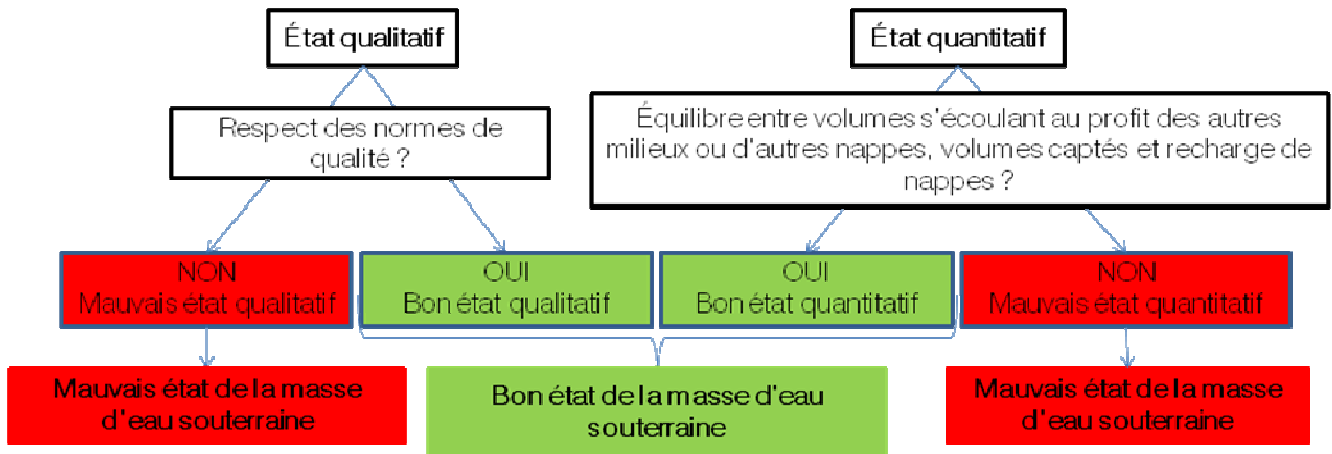 État qualitatif
État quantitatif
Respect des normes de
qualité ?
Équilibre entre volumes s'écoulant au profit des autres
milieux ou d'autres nappes, volumes captés et recharge de
nappes ?
NON
Mauvais état qualitatif
OUI
Bon état qualitatif
OUI
Bon état quantitatif
NON
Mauvais état quantitatif
Mauvais état de la masse
d'eau souterraine
Bon état de la masse d'eau
souterraine
Mauvais état de la masse
d'eau souterraine